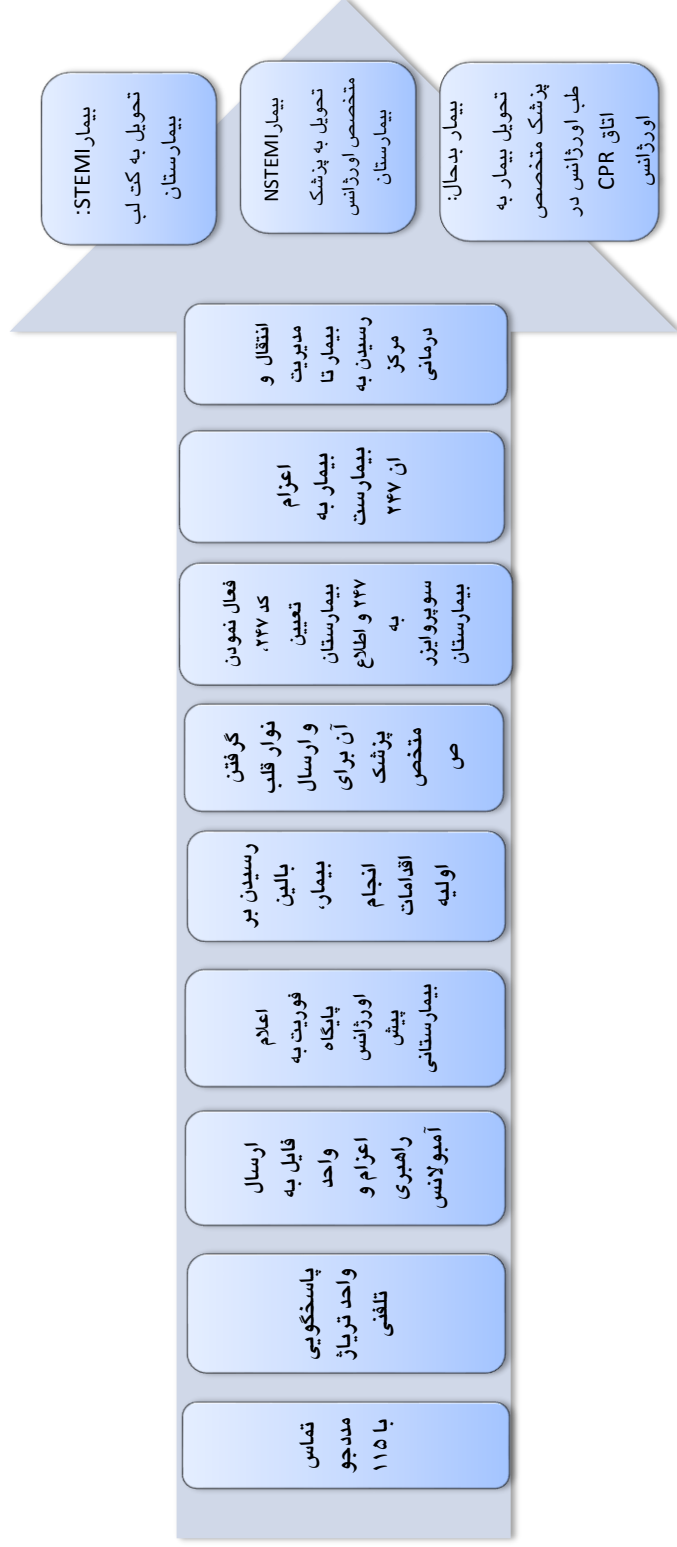 تماس
مددجو
با ۱۱۵
پاسخگویی
واحد تریاژ
تلفنی
ارسال
فایل به
واحد
اعزام و
راهبری
آمبولانس
اعلام
فوریت به
پایگاه
اورژانس
پیش
بیمارستانی
رسیدن بر
بالین
بیمار،
انجام
اقدامات
اولیه
گرفتن
نوار قلب
و ارسال
آن برای
پزشک
متخص
ص
فعال نمودن
کد ۲۴۷،
تعیین
بیمارستان
۲۴۷ و اطلاع
به
سوپروایزر
بیمارستان
اعزام
بیمار به
بیمارست
ان ۲۴۷
انتقال و
مدیریت
بیمار تا
رسیدن به
مرکز
درمانی
بیمار STEMI:
تحویل به کت لب
بیمارستان
بیمار NSTEMI
تحویل به پزشک
متخصص اورژانس
بیمارستان
بیمار بدحال:
تحویل بیمار به
پزشک متخصص
طب اورژانس در
اتاق CPR
اورژانس